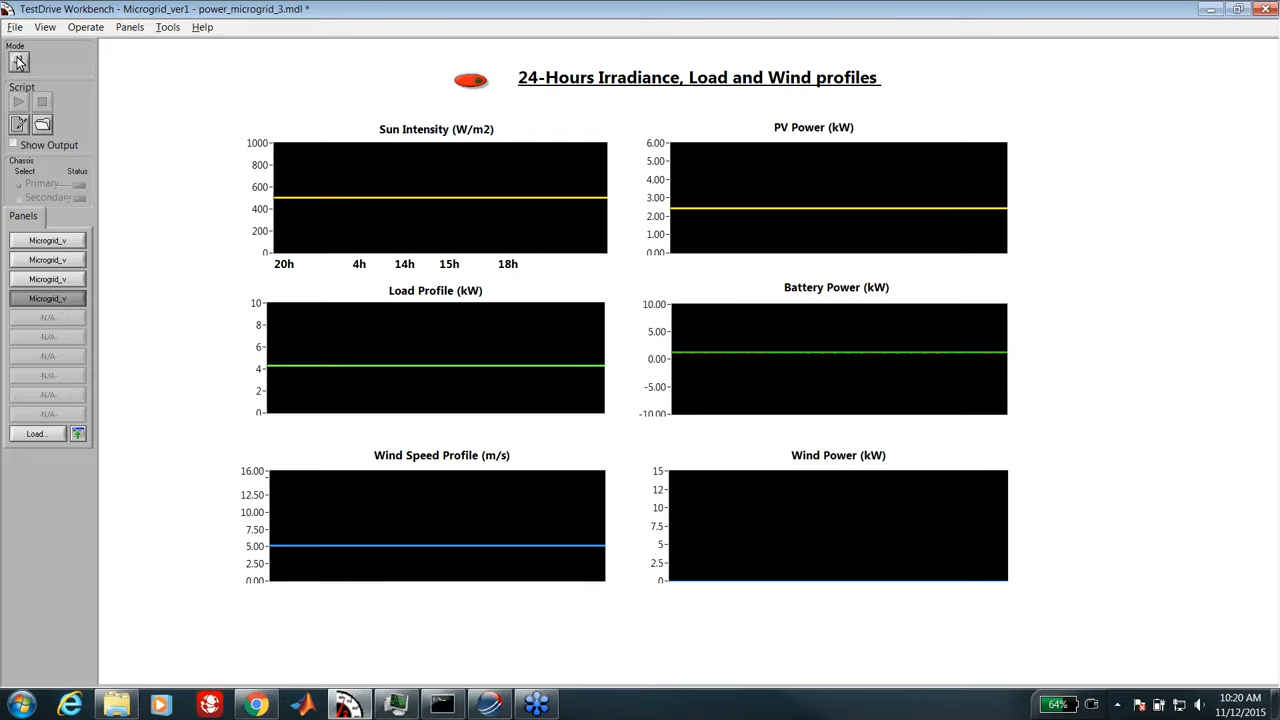 TestDrive Workbench - Microgrid_ver1 - power_microgrid_3.mdl *
File View Operate Panels Tools Help
Mode
Script
Show Output
Chassis
Select Status
Primary
Secondary
Panels
Microgrid_v
Microgrid_v
Microgrid_v
Microgrid_v
-N/A-
-N/A-
-N/A-
-N/A-
-N/A-
-N/A-
Load...
24-Hours Irradiance, Load and Wind profiles
Sun Intensity (W/m2)
1000
800
600
400
200
0
20h 4h 14h 15h 18h
PV Power (kW)
6.00
5.00
4.00
3.00
2.00
1.00
0.00
Load Profile (kW)
10
8
6
4
2
0
Battery Power (kW)
10.00
5.00
0.00
-5.00
-10.00
Wind Speed Profile (m/s)
16.00
12.50
10.00
7.50
5.00
2.50
0.00
Wind Power (kW)
15
12
10
7.5
5
2.5
0
64%
10:20 AM
11/12/2015